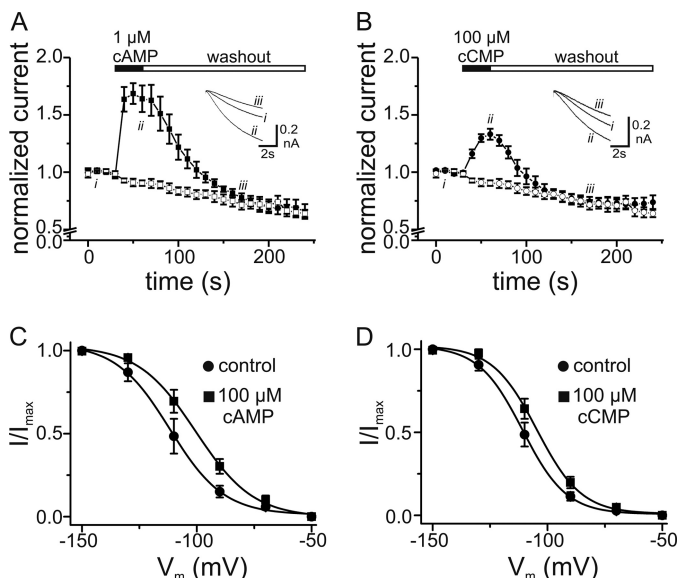 A
1 µM
cAMP
washout
normalized current
2.0
1.5
1.0
0.5
0.0
i
ii
iii
iii
i
ii
0.2
nA
2s
0
100
200
time (s)
B
100 µM
cCMP
washout
normalized current
2.0
1.5
1.0
0.5
0.0
i
ii
iii
iii
i
ii
0.2
nA
2s
0
100
200
time (s)
C
I/Imax
1.0
0.5
0.0
control
100 µM
cAMP
-150
-100
-50
Vm (mV)
D
I/Imax
1.0
0.5
0.0
control
100 µM
cCMP
-150
-100
-50
Vm (mV)